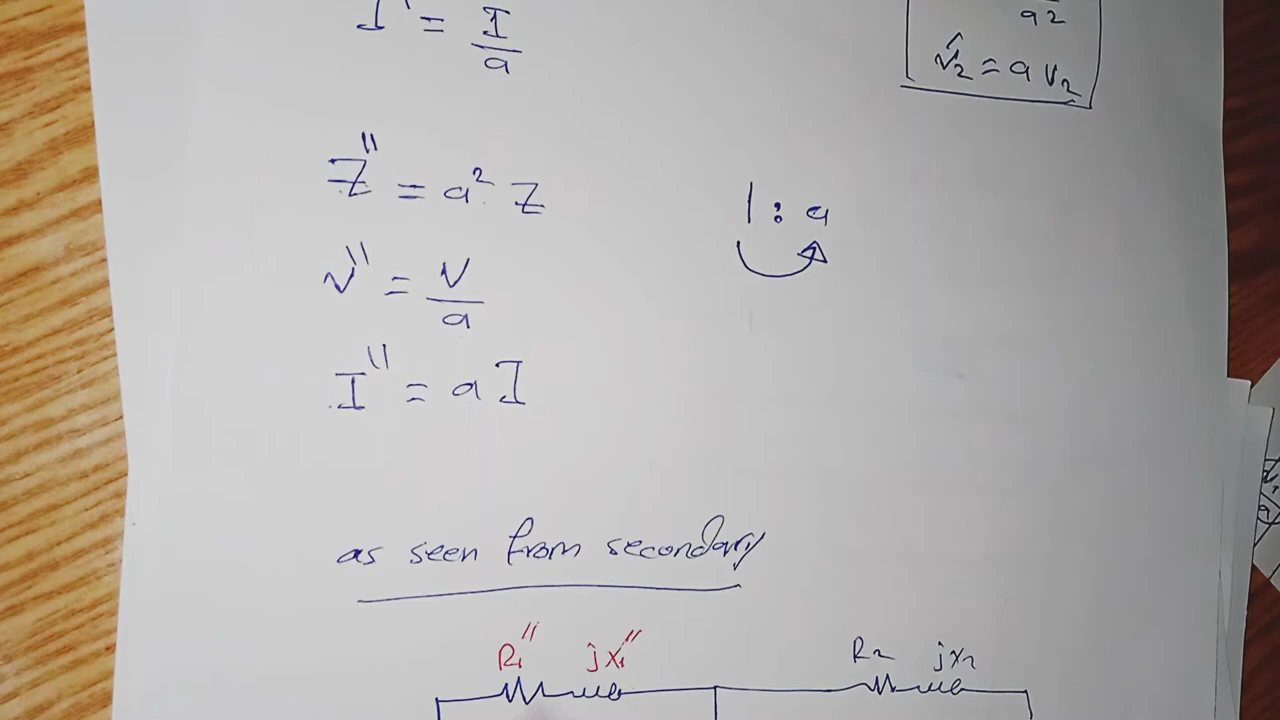 I' = I/a
a2
v́2 = a v2
Z" = a² Z
1 : a
v" = v/a
I" = a I
as seen from secondary
R1" jx1" R2 jx2